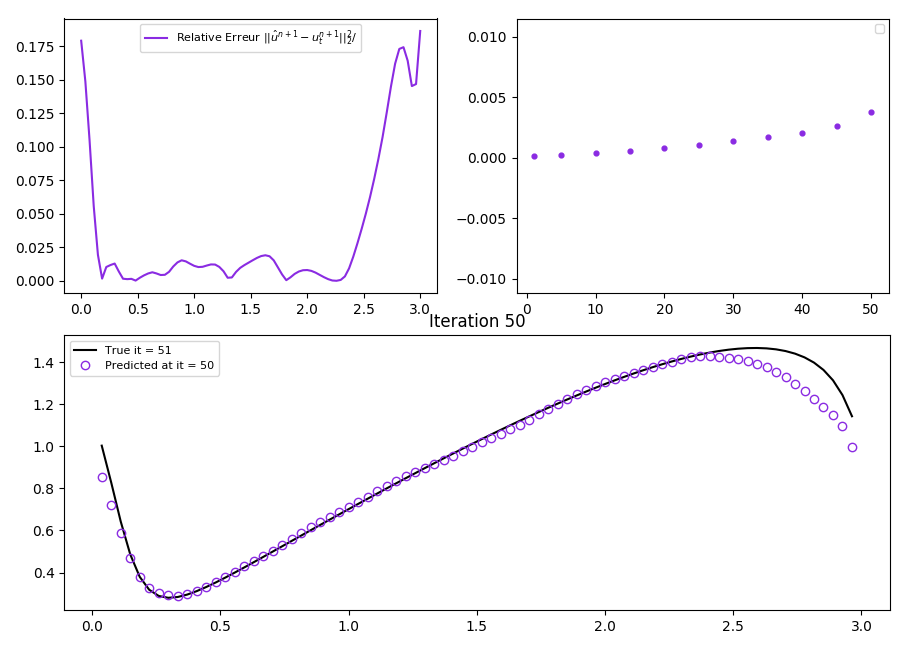 Relative Erreur $||\hat{u}^{n+1} - u_t^{n+1}||_2^2/$
0.175
0.150
0.125
0.100
0.075
0.050
0.025
0.000
0.0 0.5 1.0 1.5 2.0 2.5 3.0
0.010
0.005
0.000
−0.005
−0.010
0 10 20 30 40 50
Iteration 50
True it = 51
Predicted at it = 50
1.4
1.2
1.0
0.8
0.6
0.4
0.0 0.5 1.0 1.5 2.0 2.5 3.0